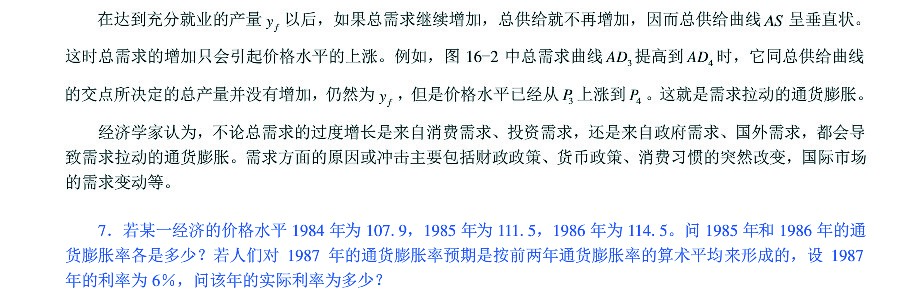 在达到充分就业的产量 y_f 以后，如果总需求继续增加，总供给就不再增加，因而总供给曲线 AS 呈垂直状。
这时总需求的增加只会引起价格水平的上涨。例如，图 16-2 中总需求曲线 AD₃ 提高到 AD₄ 时，它同总供给曲线
的交点所决定的总产量并没有增加，仍然为 y_f ，但是价格水平已经从 P₃ 上涨到 P₄ 。这就是需求拉动的通货膨胀。
经济学家认为，不论总需求的过度增长是来自消费需求、投资需求，还是来自政府需求、国外需求，都会导
致需求拉动的通货膨胀。需求方面的原因或冲击主要包括财政政策、货币政策、消费习惯的突然改变，国际市场
的需求变动等。
7．若某一经济的价格水平 1984 年为 107.9，1985 年为 111.5，1986 年为 114.5。问 1985 年和 1986 年的通
货膨胀率各是多少？若人们对 1987 年的通货膨胀率预期是按前两年通货膨胀率的算术平均来形成的，设 1987
年的利率为 6%，问该年的实际利率为多少？